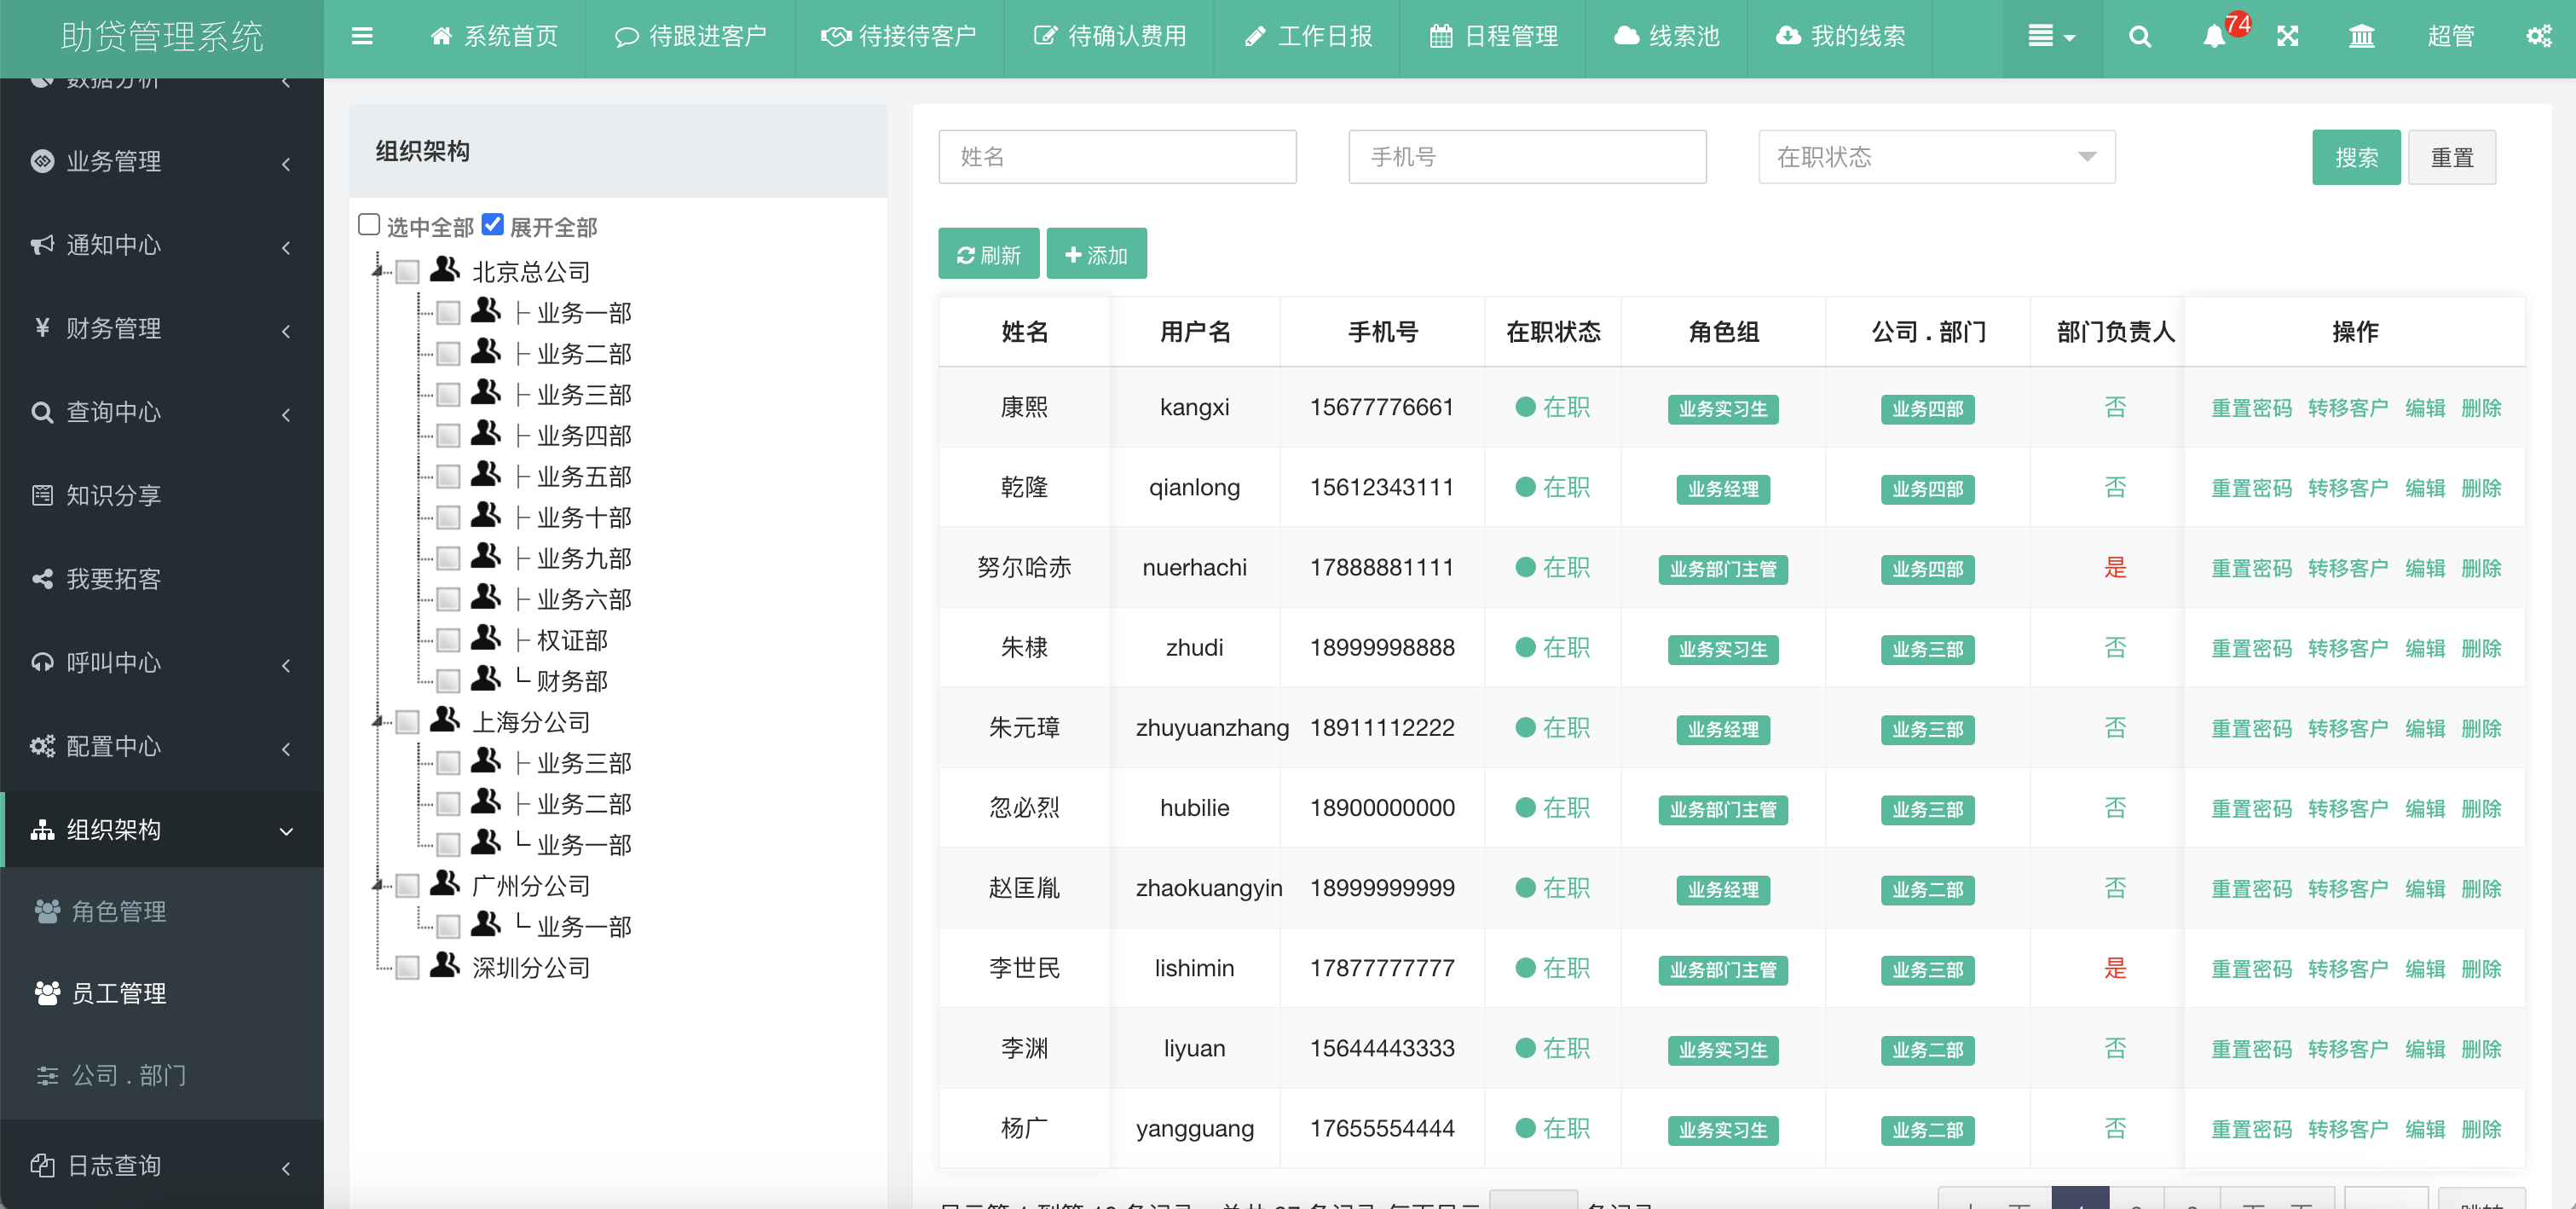 助贷管理系统
系统首页 待跟进客户 待接待客户 待确认费用 工作日报 日程管理 线索池 我的线索 74 超管
数据分析
业务管理
通知中心
¥ 财务管理
查询中心
知识分享
我要拓客
呼叫中心
配置中心
组织架构
角色管理
员工管理
公司 . 部门
日志查询
组织架构
选中全部 展开全部
北京总公司
├ 业务一部
├ 业务二部
├ 业务三部
├ 业务四部
├ 业务五部
├ 业务十部
├ 业务九部
├ 业务六部
├ 权证部
└ 财务部
上海分公司
├ 业务三部
├ 业务二部
└ 业务一部
广州分公司
└ 业务一部
深圳分公司
姓名 手机号 在职状态 搜索 重置
刷新 添加
姓名 用户名 手机号 在职状态 角色组 公司 . 部门 部门负责人 操作
康熙 kangxi 15677776661 在职 业务实习生 业务四部 否 重置密码 转移客户 编辑 删除
乾隆 qianlong 15612343111 在职 业务经理 业务四部 否 重置密码 转移客户 编辑 删除
努尔哈赤 nuerhachi 17888881111 在职 业务部门主管 业务四部 是 重置密码 转移客户 编辑 删除
朱棣 zhudi 18999998888 在职 业务实习生 业务三部 否 重置密码 转移客户 编辑 删除
朱元璋 zhuyuanzhang 18911112222 在职 业务经理 业务三部 否 重置密码 转移客户 编辑 删除
忽必烈 hubilie 18900000000 在职 业务部门主管 业务三部 否 重置密码 转移客户 编辑 删除
赵匡胤 zhaokuangyin 18999999999 在职 业务经理 业务二部 否 重置密码 转移客户 编辑 删除
李世民 lishimin 17877777777 在职 业务部门主管 业务三部 是 重置密码 转移客户 编辑 删除
李渊 liyuan 15644443333 在职 业务实习生 业务二部 否 重置密码 转移客户 编辑 删除
杨广 yangguang 17655554444 在职 业务实习生 业务二部 否 重置密码 转移客户 编辑 删除